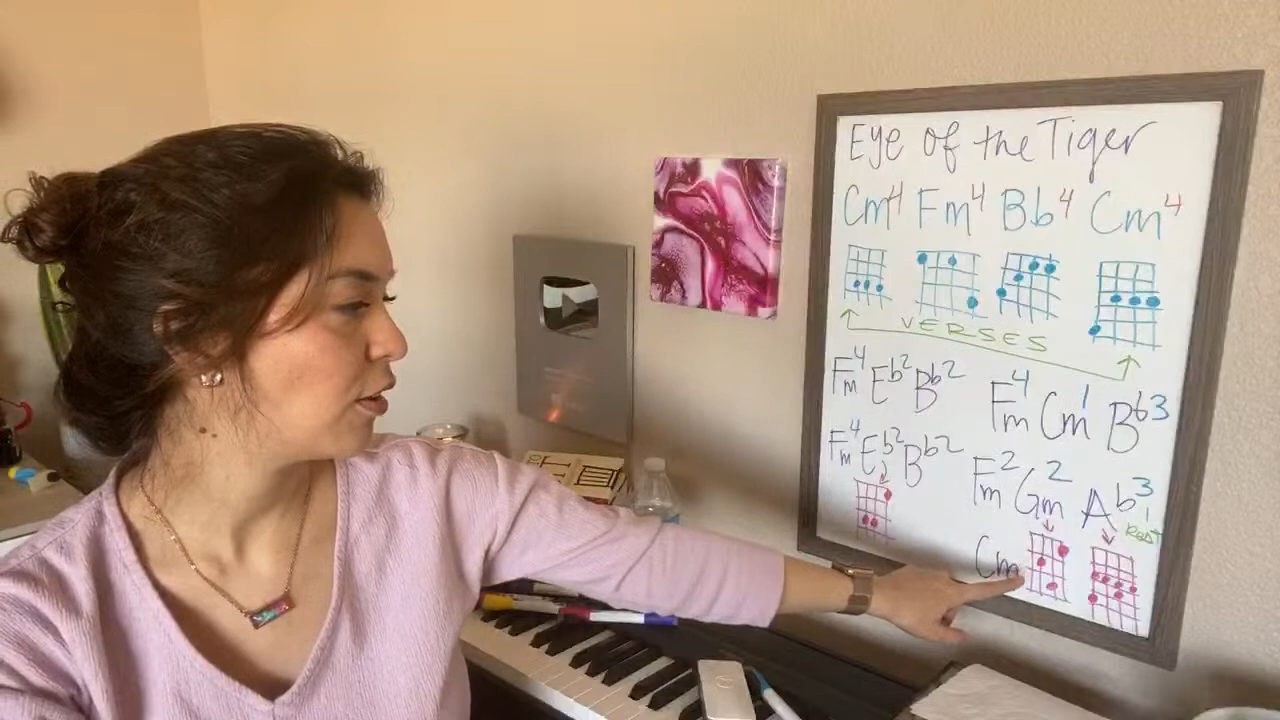 Eye of the Tiger
Cm4 Fm4 Bb4 Cm4
VERSES
Fm4 Eb2 Bb2
Fm4 Eb2 Bb2
Fm4 Cm1 Bb3
Fm2 Gm2 Ab3
1 Rest
Cm